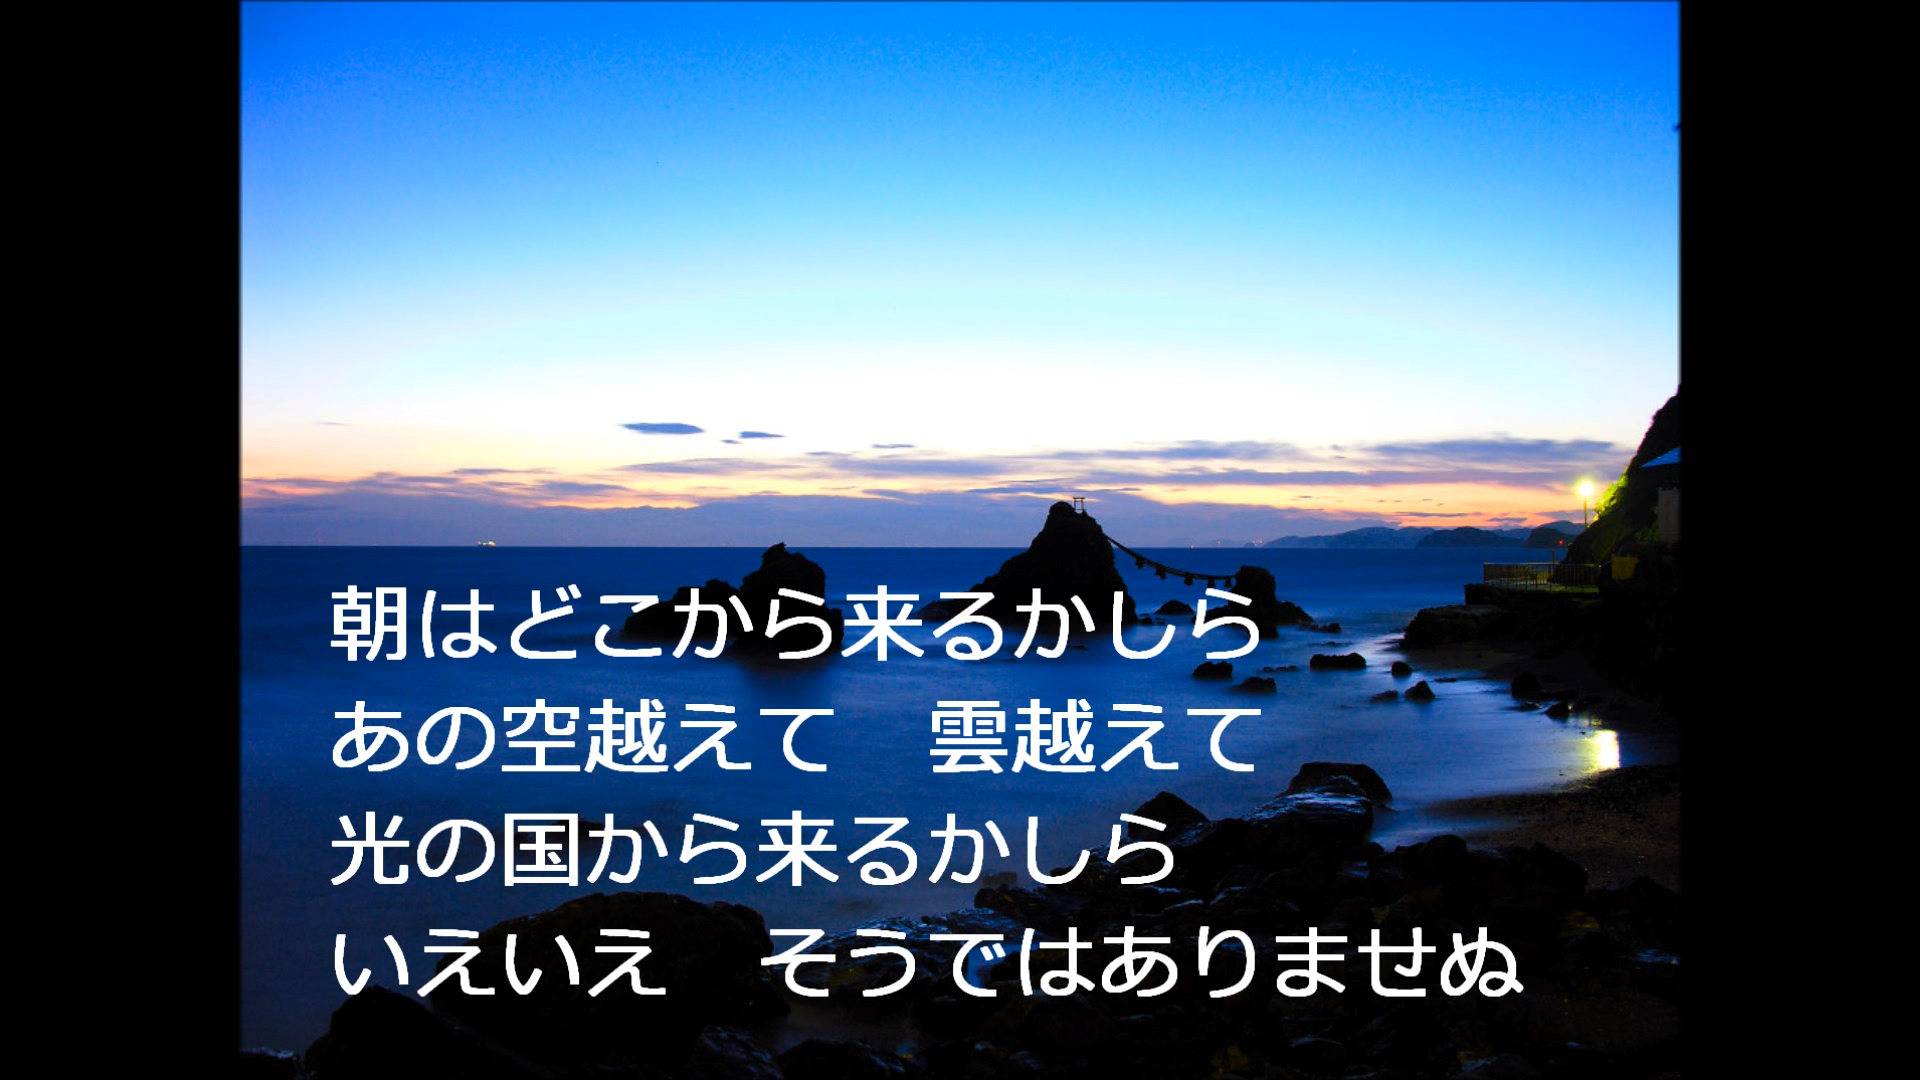 朝はどこから来るかしら
あの空越えて　雲越えて
光の国から来るかしら
いえいえ　そうではありませぬ